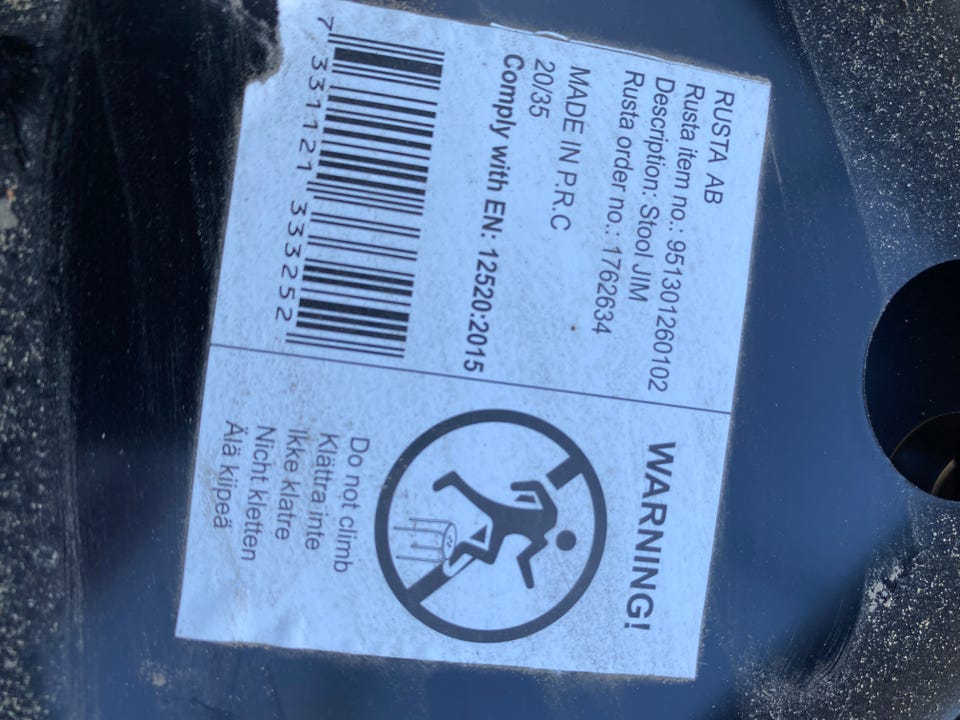 RUSTA AB
Rusta item no.: 951301260102
Description: Stool JIM
Rusta order no.: 1762634
MADE IN P.R.C
20/35
Comply with EN: 12520:2015
7 331121 333252
WARNING!
Do not climb
Klättra inte
Ikke klatre
Nicht kletten
Älä kiipeä